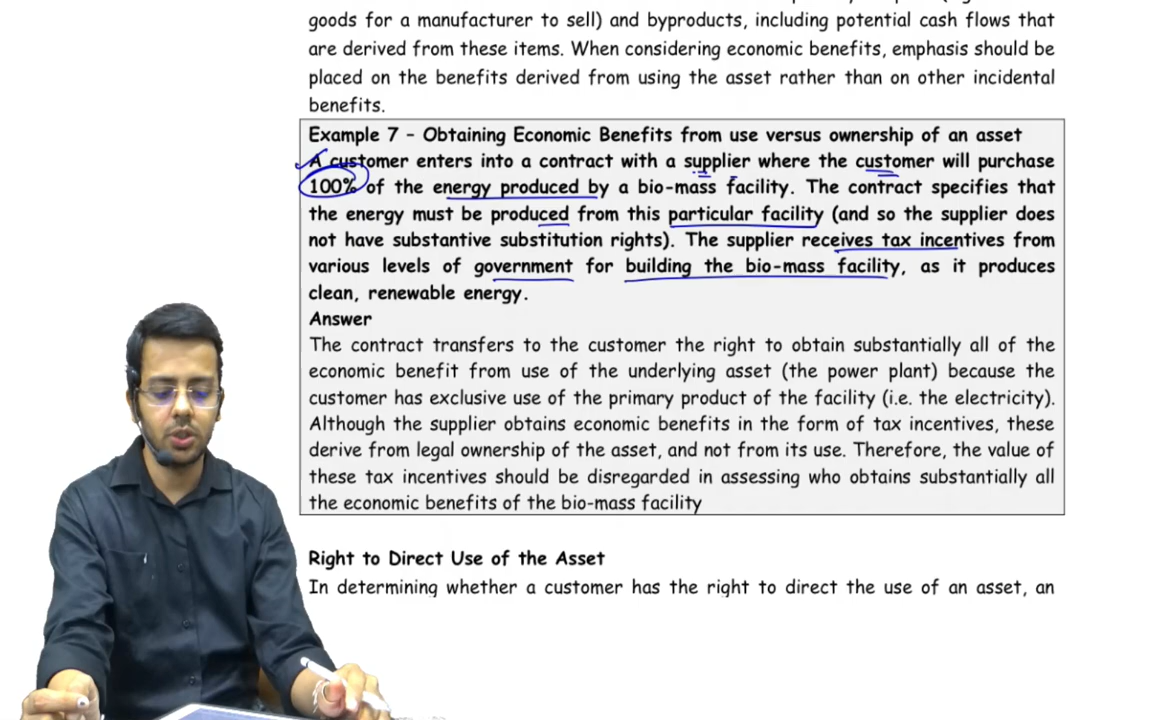 goods for a manufacturer to sell) and byproducts, including potential cash flows that
are derived from these items. When considering economic benefits, emphasis should be
placed on the benefits derived from using the asset rather than on other incidental
benefits.
Example 7 - Obtaining Economic Benefits from use versus ownership of an asset
A customer enters into a contract with a supplier where the customer will purchase
100% of the energy produced by a bio-mass facility. The contract specifies that
the energy must be produced from this particular facility (and so the supplier does
not have substantive substitution rights). The supplier receives tax incentives from
various levels of government for building the bio-mass facility, as it produces
clean, renewable energy.
Answer
The contract transfers to the customer the right to obtain substantially all of the
economic benefit from use of the underlying asset (the power plant) because the
customer has exclusive use of the primary product of the facility (i.e. the electricity).
Although the supplier obtains economic benefits in the form of tax incentives, these
derive from legal ownership of the asset, and not from its use. Therefore, the value of
these tax incentives should be disregarded in assessing who obtains substantially all
the economic benefits of the bio-mass facility
Right to Direct Use of the Asset
In determining whether a customer has the right to direct the use of an asset, an